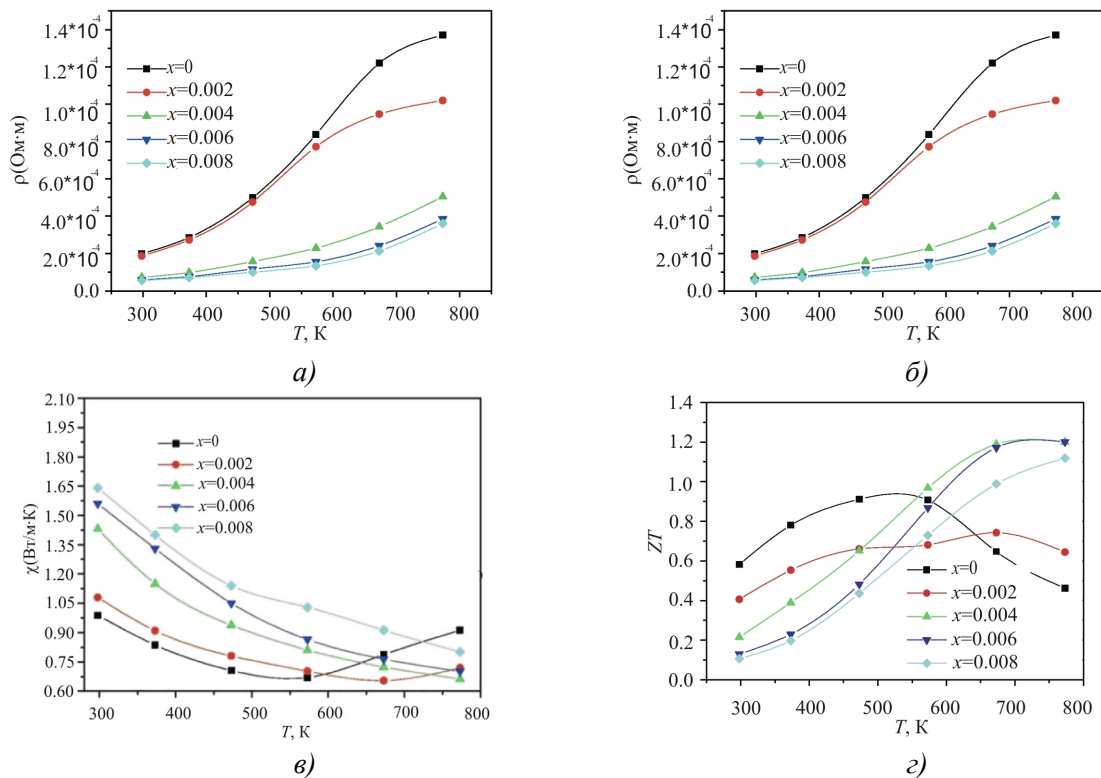 1.4*10⁻⁴
1.2*10⁻⁴
1.0*10⁻⁴
8.0*10⁻⁴
6.0*10⁻⁴
4.0*10⁻⁴
2.0*10⁻⁴
0.0
ρ(Ом·м)
x=0
x=0.002
x=0.004
x=0.006
x=0.008
300 400 500 600 700 800
T, К
а)
1.4*10⁻⁴
1.2*10⁻⁴
1.0*10⁻⁴
8.0*10⁻⁴
6.0*10⁻⁴
4.0*10⁻⁴
2.0*10⁻⁴
0.0
ρ(Ом·м)
x=0
x=0.002
x=0.004
x=0.006
x=0.008
300 400 500 600 700 800
T, К
б)
2.10
1.95
1.80
1.65
1.50
1.35
1.20
1.05
0.90
0.75
0.60
χ(Вт/м·К)
x=0
x=0.002
x=0.004
x=0.006
x=0.008
300 400 500 600 700 800
T, К
в)
1.4
1.2
1.0
0.8
0.6
0.4
0.2
0.0
ZT
x=0
x=0.002
x=0.004
x=0.006
x=0.008
300 400 500 600 700 800
T, К
г)